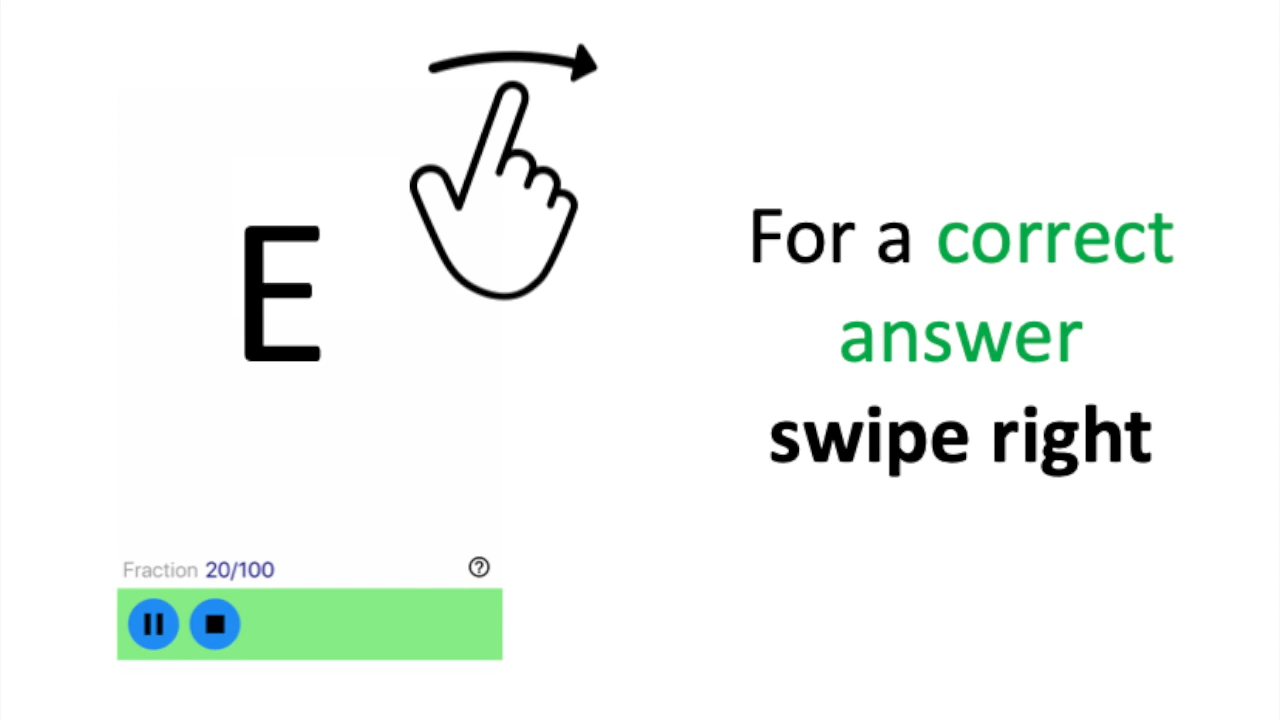 E
For a correct
answer
swipe right
Fraction 20/100
?